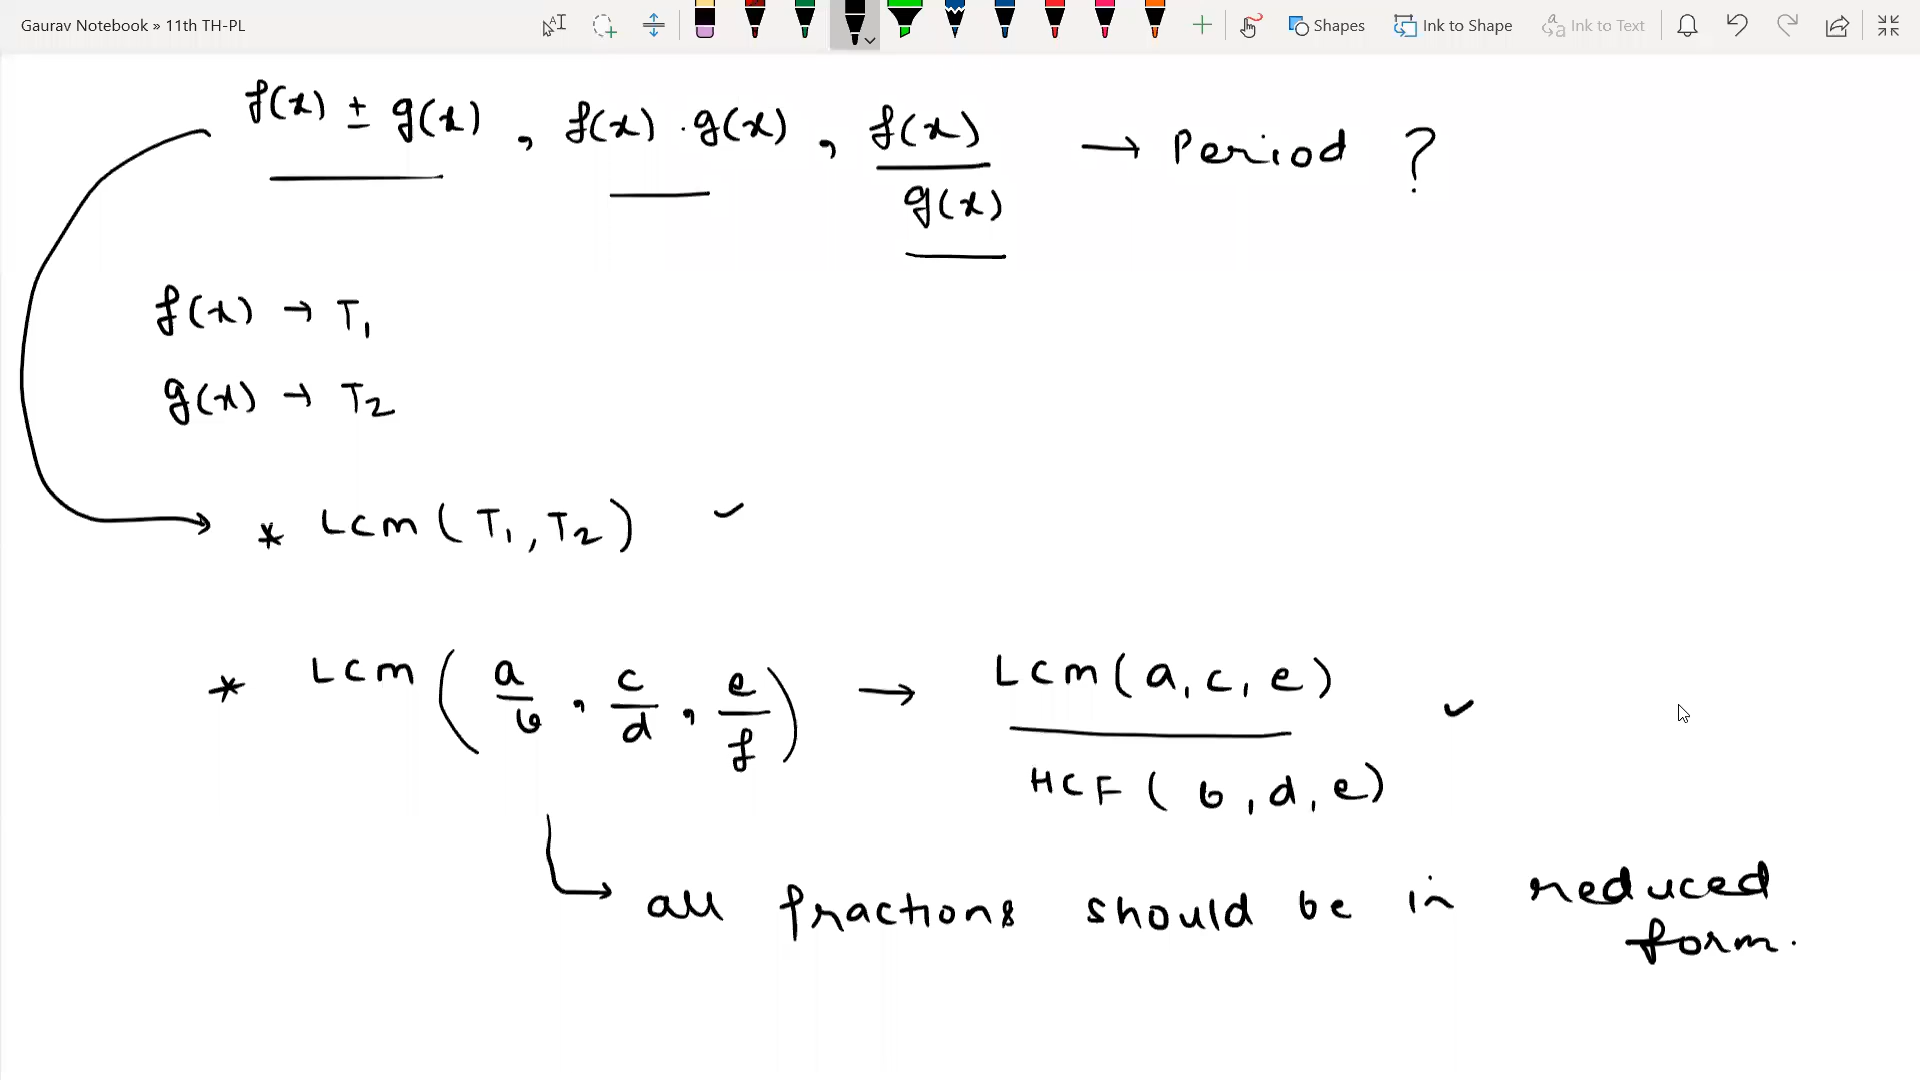 Gaurav Notebook » 11th TH-PL
Shapes Ink to Shape Ink to Text
f(x) ± g(x) , f(x) . g(x) , f(x) / g(x) → Period ?
f(x) → T₁
g(x) → T₂
* Lcm ( T₁ , T₂ ) ✓
* Lcm ( a/b , c/d , e/f ) → Lcm ( a, c, e ) / HCF ( b , d , e ) ✓
all fractions should be in reduced
form.